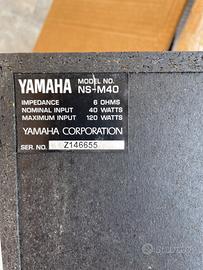 YAMAHA MODEL NO. NS-M40
IMPEDANCE 6 OHMS
NOMINAL INPUT 40 WATTS
MAXIMUM INPUT 120 WATTS
YAMAHA CORPORATION
SER. NO. Z146655
subito